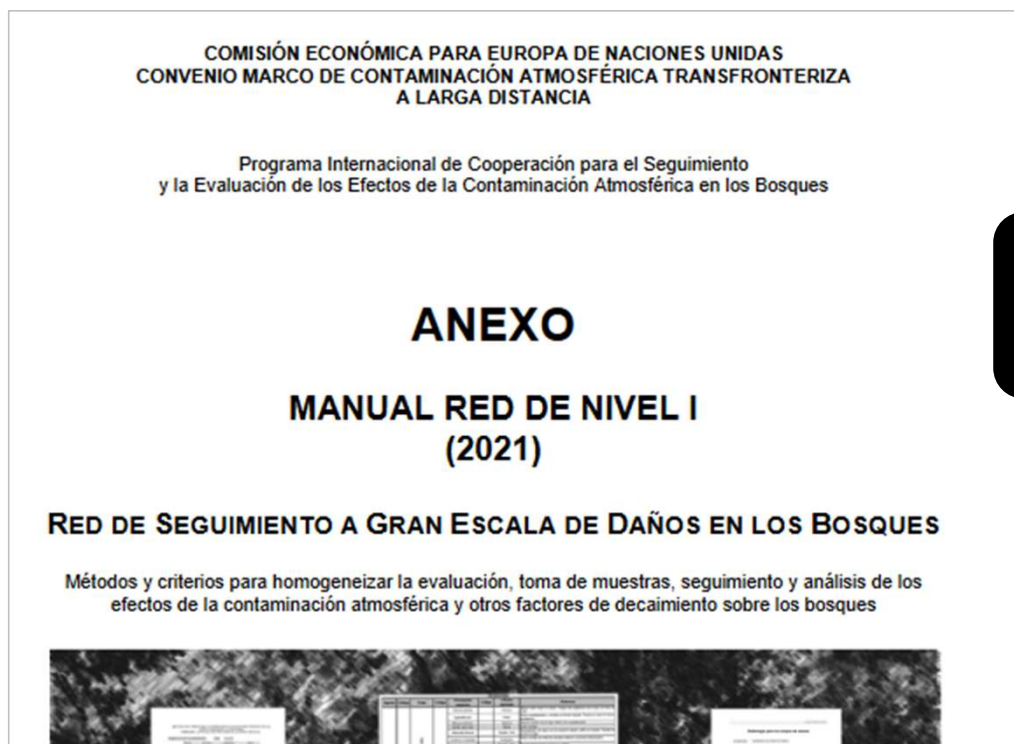 COMISIÓN ECONÓMICA PARA EUROPA DE NACIONES UNIDAS
CONVENIO MARCO DE CONTAMINACIÓN ATMOSFÉRICA TRANSFRONTERIZA
A LARGA DISTANCIA
Programa Internacional de Cooperación para el Seguimiento
y la Evaluación de los Efectos de la Contaminación Atmosférica en los Bosques
ANEXO
MANUAL RED DE NIVEL I
(2021)
RED DE SEGUIMIENTO A GRAN ESCALA DE DAÑOS EN LOS BOSQUES
Métodos y criterios para homogeneizar la evaluación, toma de muestras, seguimiento y análisis de los
efectos de la contaminación atmosférica y otros factores de decaimiento sobre los bosques